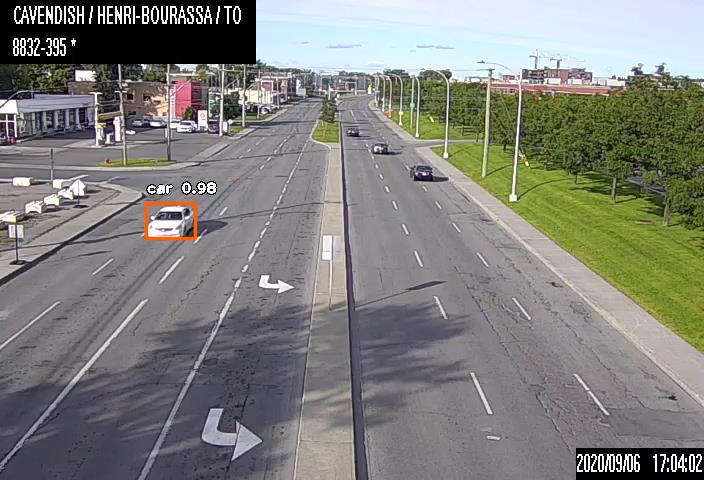 CAVENDISH / HENRI-BOURASSA / TO
8832-395 *
car 0.98
2020/09/06 17:04:02